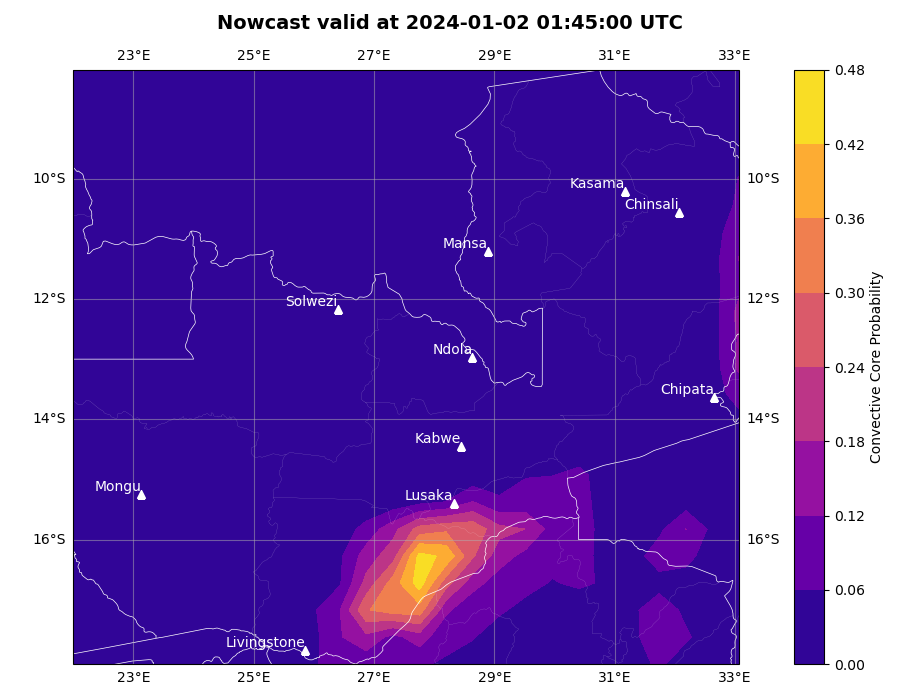 Nowcast valid at 2024-01-02 01:45:00 UTC
23°E 25°E 27°E 29°E 31°E 33°E
0.48
0.42
10°S 10°S
Kasama
Chinsali
0.36
Mansa
12°S 12°S
Solwezi
0.30
Ndola
0.24
Chipata
14°S 14°S
Kabwe
0.18
Mongu
Lusaka
0.12
16°S 16°S
0.06
Livingstone
0.00
23°E 25°E 27°E 29°E 31°E 33°E
Convective Core Probability